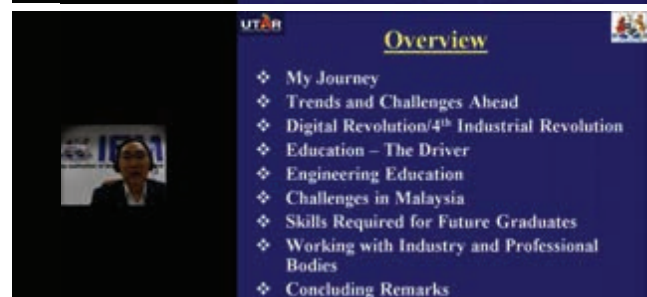 UTAR
Overview
❖ My Journey
❖ Trends and Challenges Ahead
❖ Digital Revolution/4th Industrial Revolution
❖ Education – The Driver
❖ Engineering Education
❖ Challenges in Malaysia
❖ Skills Required for Future Graduates
❖ Working with Industry and Professional
Bodies
❖ Concluding Remarks